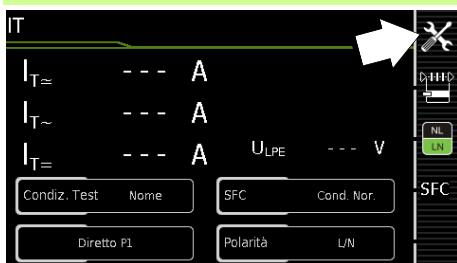 IT
IT≃ --- A
IT~ --- A
IT= --- A
ULPE --- V
NL
LN
SFC
Condiz. Test Nome
SFC Cond. Nor.
Diretto P1
Polarità L/N